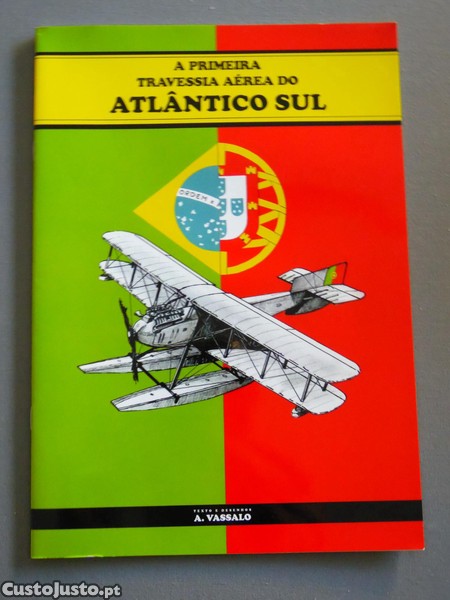 A PRIMEIRA
TRAVESSIA AÉREA DO
ATLÂNTICO SUL
ORDEM E
TEXTO E DESENHOS
A. VASSALO
CustoJusto.pt